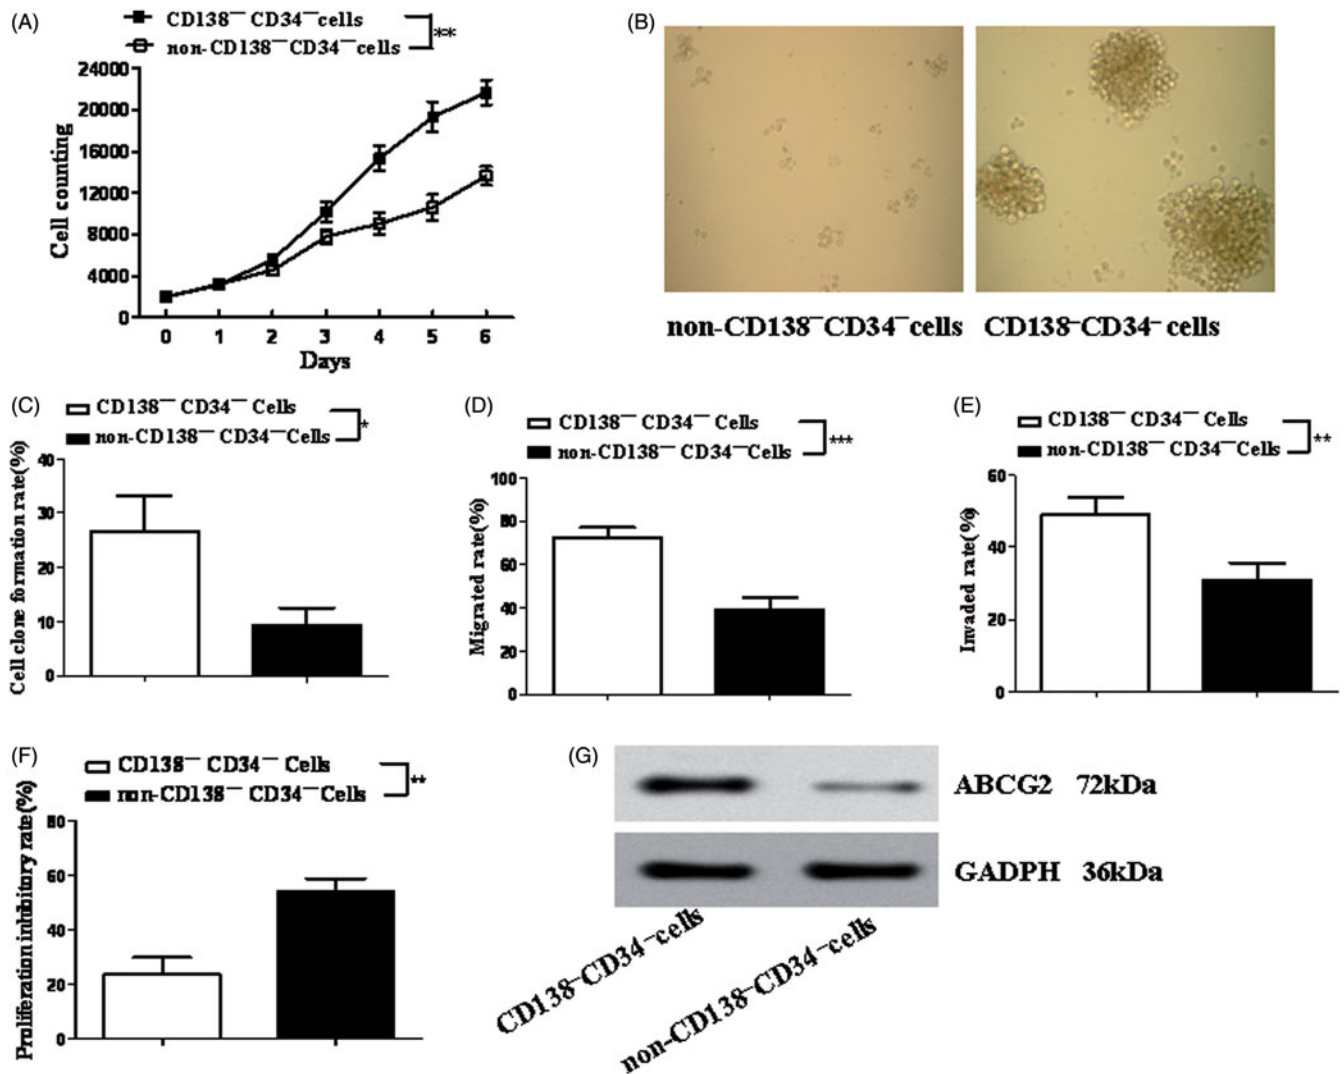 (A)
CD138⁻ CD34⁻cells
**
non-CD138⁻CD34⁻cells
24000
20000
16000
12000
8000
4000
0
Cell counting
0 1 2 3 4 5 6
Days
(B)
non-CD138⁻CD34⁻cells
CD138⁻CD34⁻cells
(C)
CD138⁻ CD34⁻ Cells
*
non-CD138⁻ CD34⁻Cells
40
30
20
10
0
Cell clone formation rate(%)
(D)
CD138⁻ CD34⁻ Cells
***
non-CD138⁻ CD34⁻Cells
100
80
60
40
20
0
Migrated rate(%)
(E)
CD138⁻ CD34⁻ Cells
**
non-CD138⁻ CD34⁻Cells
60
40
20
0
Invaded rate(%)
(F)
CD138⁻ CD34⁻ Cells
**
non-CD138⁻ CD34⁻Cells
80
60
40
20
0
Proliferation inhibitory rate(%)
(G)
ABCG2 72kDa
GADPH 36kDa
CD138⁻CD34⁻cells
non-CD138⁻CD34⁻cells